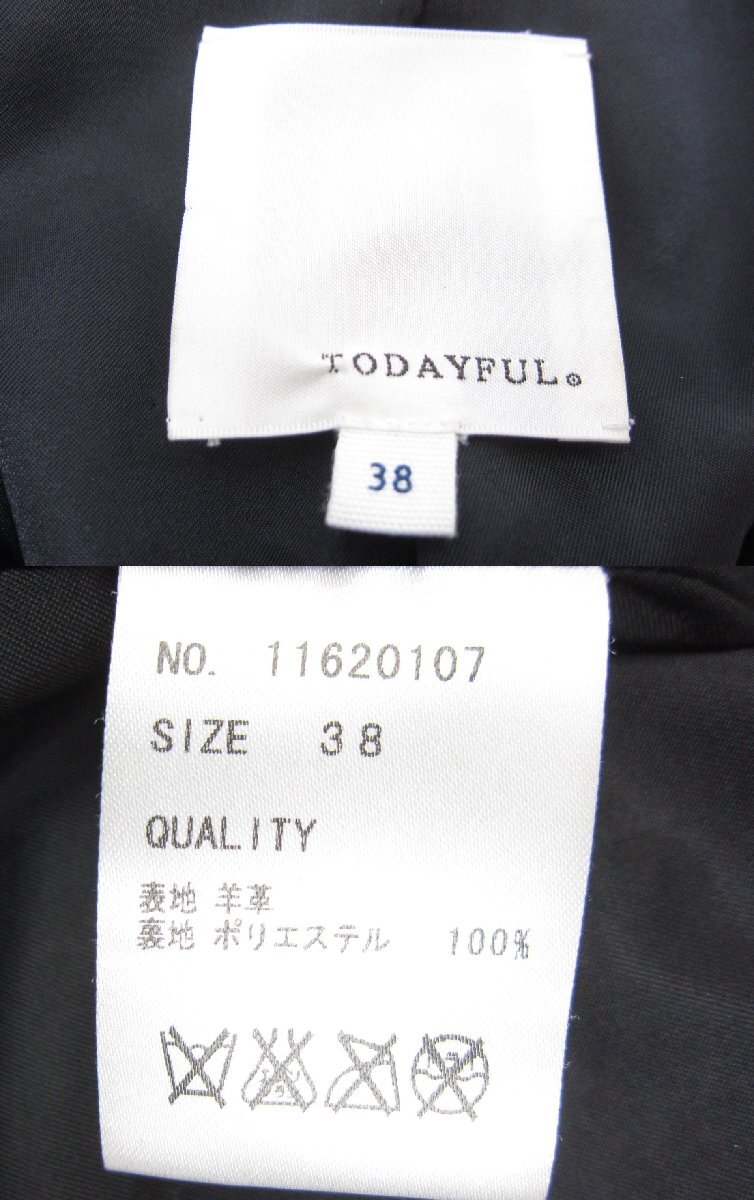 TODAYFUL.
38
NO. 11620107
SIZE 38
QUALITY
表地 羊革
裏地 ポリエステル 100%